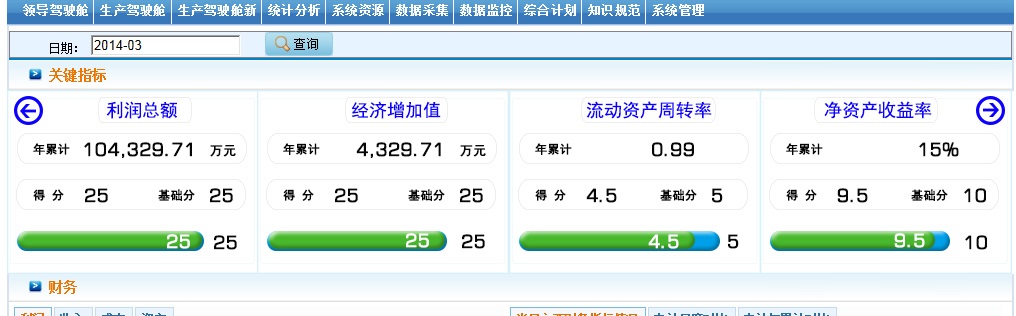 领导驾驶舱 生产驾驶舱 生产驾驶舱新 统计分析 系统资源 数据采集 数据监控 综合计划 知识规范 系统管理
日期: 2014-03 查询
关键指标
利润总额 经济增加值 流动资产周转率 净资产收益率
年累计 104,329.71 万元 年累计 4,329.71 万元 年累计 0.99 年累计 15%
得 分 25 基础分 25 得 分 25 基础分 25 得 分 4.5 基础分 5 得 分 9.5 基础分 10
25 25 25 25 4.5 5 9.5 10
财务